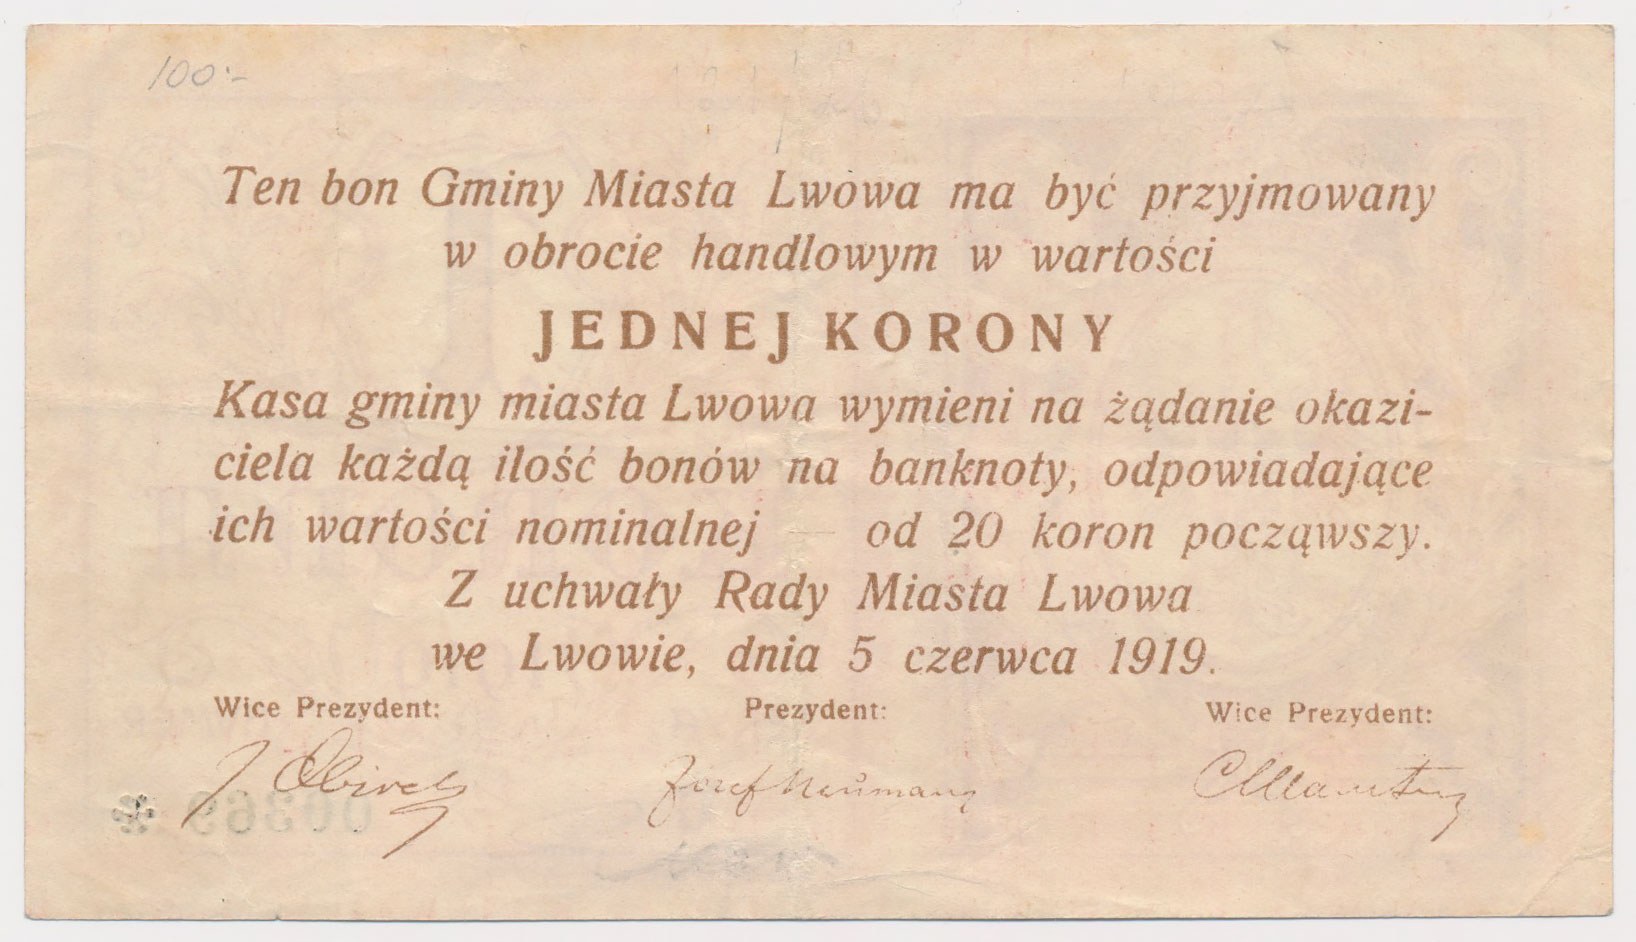 100:-
Ten bon Gminy Miasta Lwowa ma być przyjmowany
w obrocie handlowym w wartości
JEDNEJ KORONY
Kasa gminy miasta Lwowa wymieni na żądanie okazi-
ciela każdą ilość bonów na banknoty, odpowiadające
ich wartości nominalnej — od 20 koron począwszy.
Z uchwały Rady Miasta Lwowa
we Lwowie, dnia 5 czerwca 1919.
Wice Prezydent: Prezydent: Wice Prezydent:
Józef Neumann